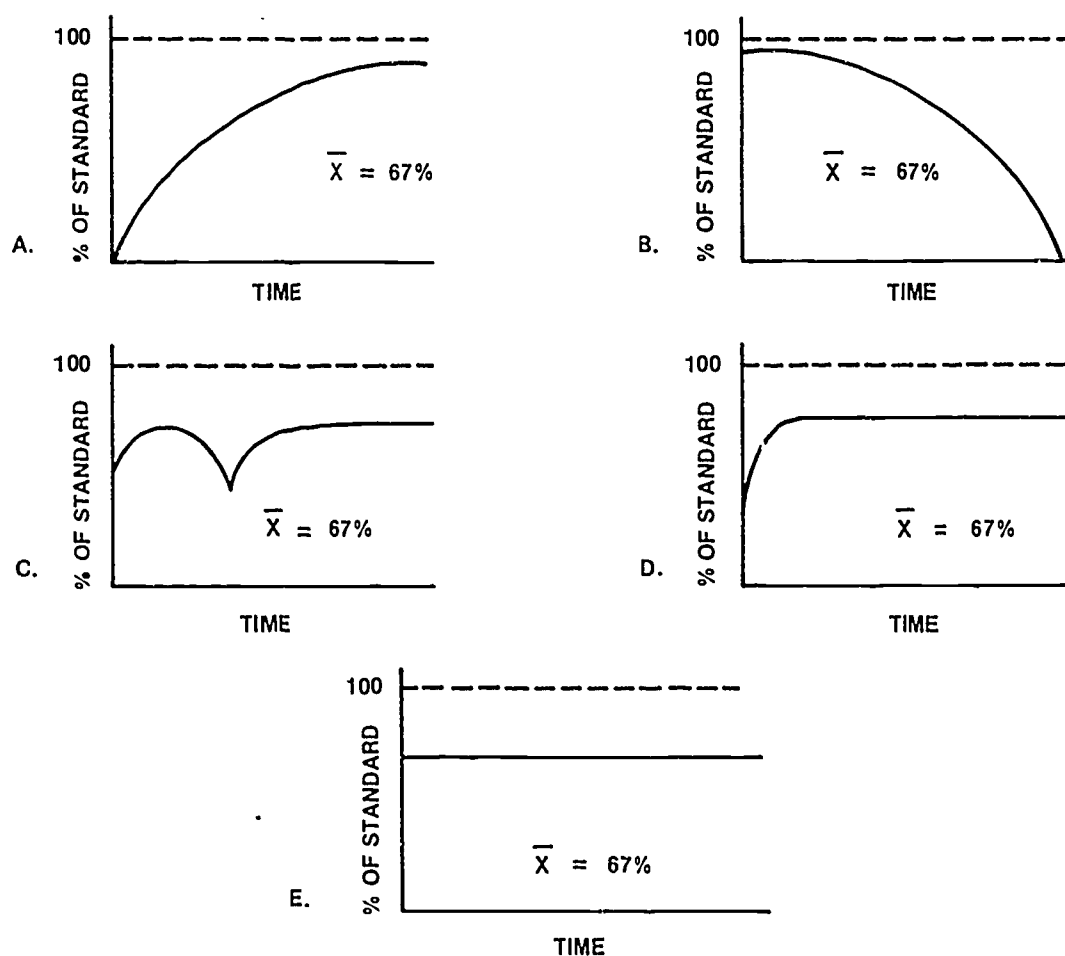 100
% OF STANDARD
X = 67%
A.
TIME
100
% OF STANDARD
X = 67%
B.
TIME
100
% OF STANDARD
X = 67%
C.
TIME
100
% OF STANDARD
X = 67%
D.
TIME
100
% OF STANDARD
X = 67%
E.
TIME